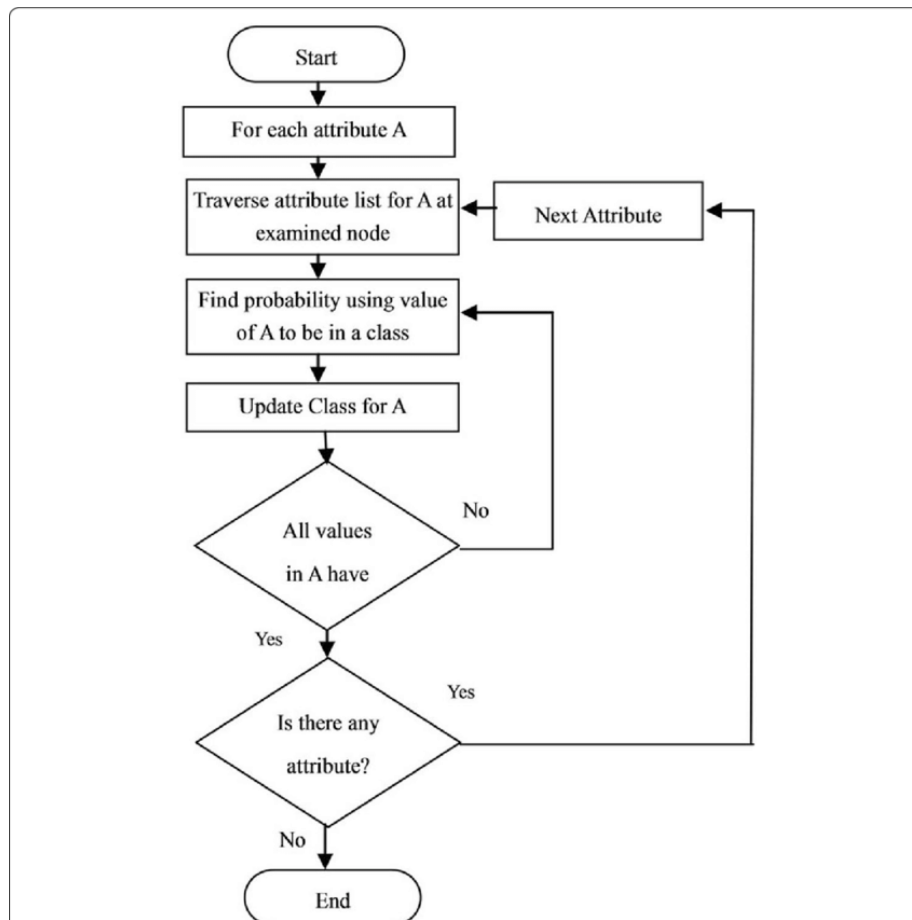 Start
For each attribute A
Traverse attribute list for A at
examined node
Next Attribute
Find probability using value
of A to be in a class
Update Class for A
No
All values
in A have
Yes
Yes
Is there any
attribute?
No
End